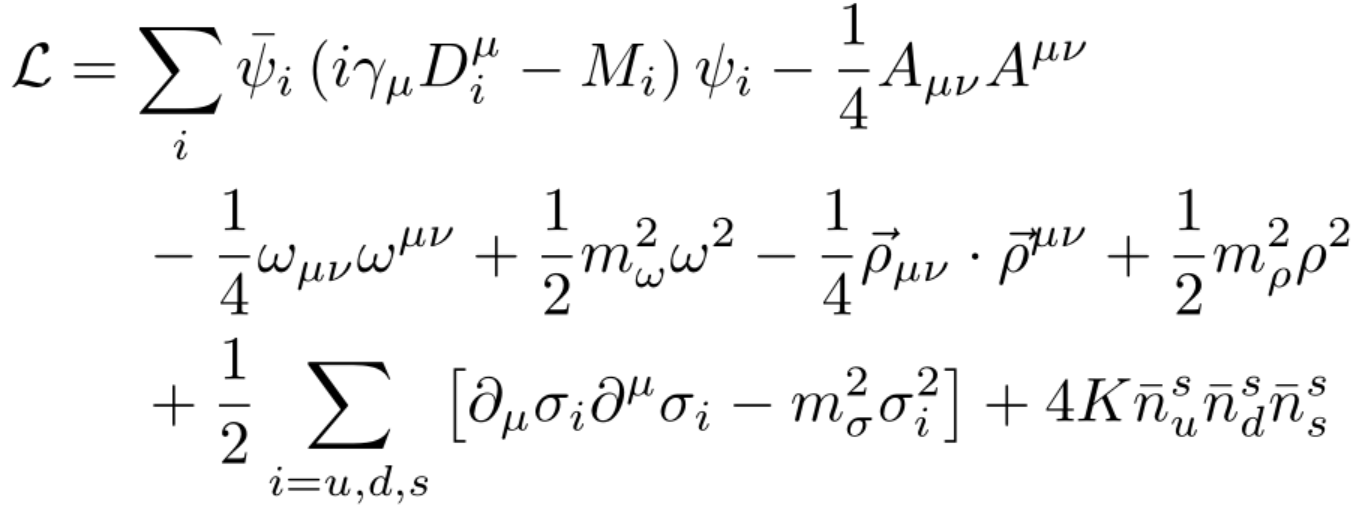 \mathcal{L} = \sum_{i} \bar{\psi}_i \left( i\gamma_\mu D_i^\mu - M_i \right) \psi_i - \frac{1}{4} A_{\mu\nu} A^{\mu\nu}
- \frac{1}{4} \omega_{\mu\nu} \omega^{\mu\nu} + \frac{1}{2} m_\omega^2 \omega^2 - \frac{1}{4} \vec{\rho}_{\mu\nu} \cdot \vec{\rho}^{\mu\nu} + \frac{1}{2} m_\rho^2 \rho^2
+ \frac{1}{2} \sum_{i=u,d,s} \left[ \partial_\mu \sigma_i \partial^\mu \sigma_i - m_\sigma^2 \sigma_i^2 \right] + 4K \bar{n}_u^s \bar{n}_d^s \bar{n}_s^s